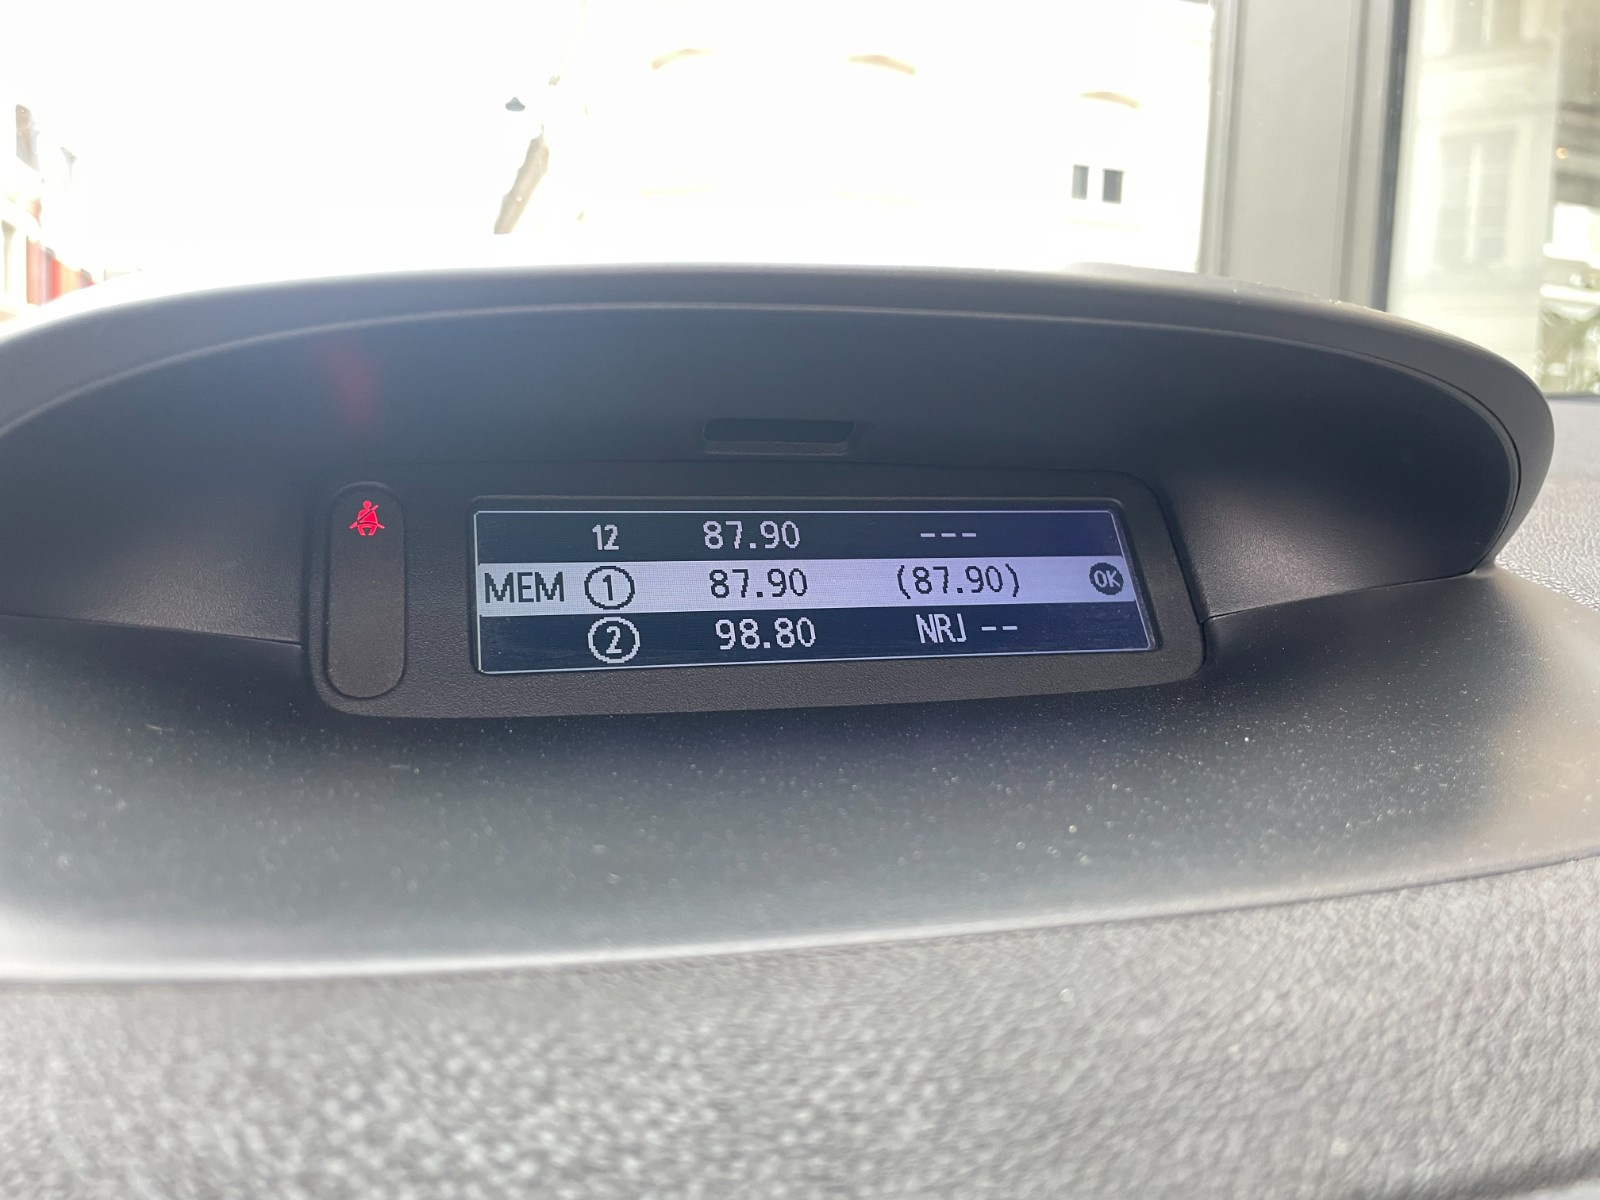 12 87.90 ---
MEM 1 87.90 (87.90) OK
2 98.80 NRJ --